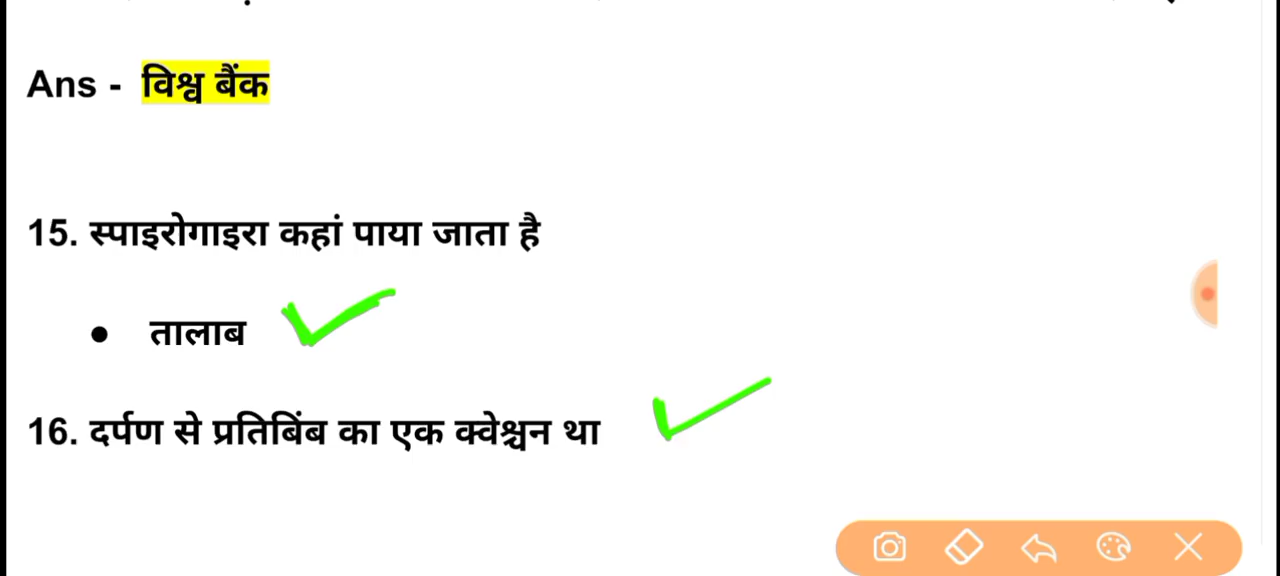 Ans - विश्व बैंक
15. स्पाइरोगाइरा कहां पाया जाता है
● तालाब
16. दर्पण से प्रतिबिंब का एक क्वेश्चन था